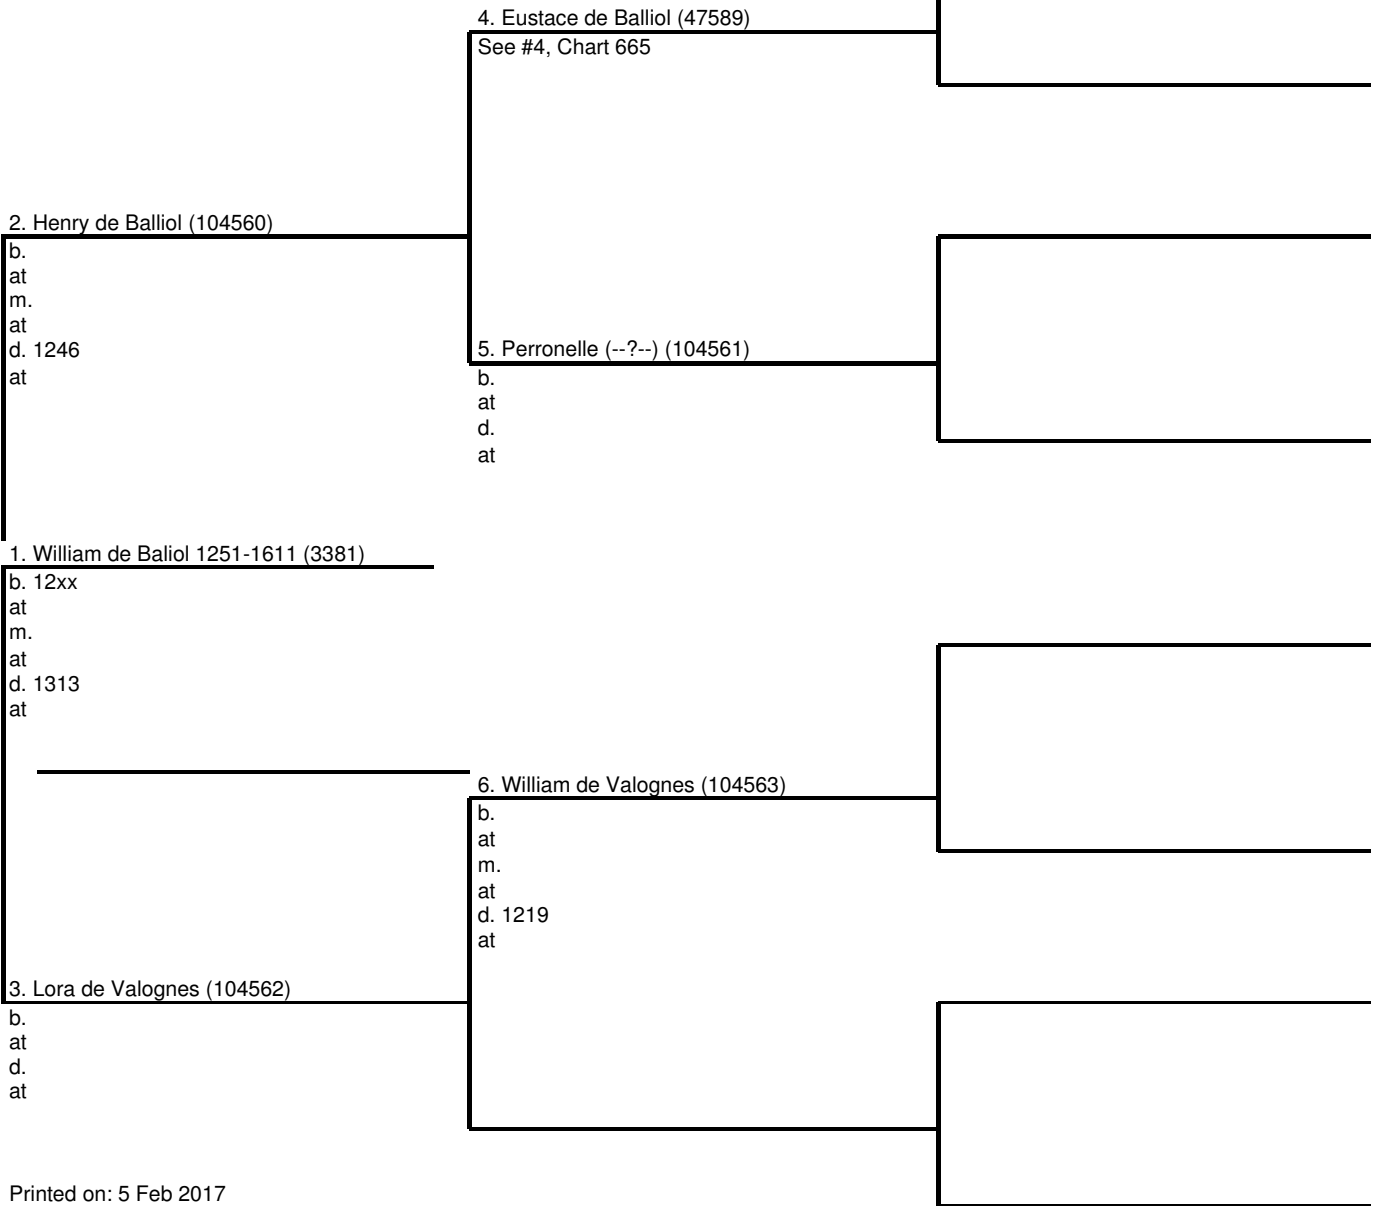 4. Eustace de Balliol (47589)
See #4, Chart 665
2. Henry de Balliol (104560)
b.
at
m.
at
d. 1246
at
5. Perronelle (--?--) (104561)
b.
at
d.
at
1. William de Baliol 1251-1611 (3381)
b. 12xx
at
m.
at
d. 1313
at
6. William de Valognes (104563)
b.
at
m.
at
d. 1219
at
3. Lora de Valognes (104562)
b.
at
d.
at
Printed on: 5 Feb 2017